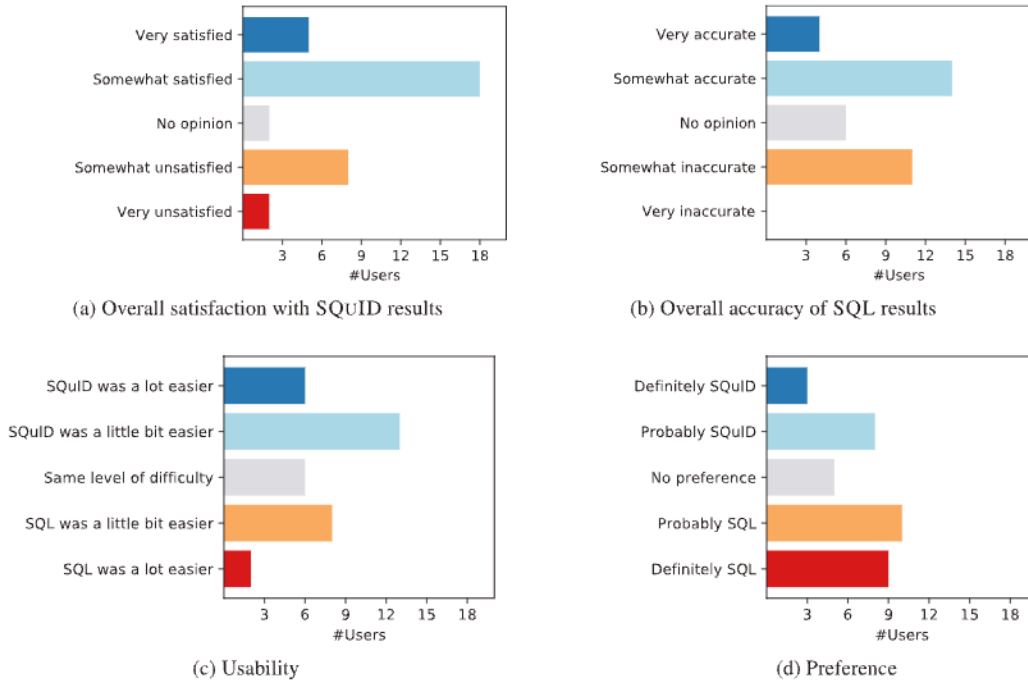 Very satisfied
Somewhat satisfied
No opinion
Somewhat unsatisfied
Very unsatisfied
3 6 9 12 15 18
#Users
(a) Overall satisfaction with SQUID results
Very accurate
Somewhat accurate
No opinion
Somewhat inaccurate
Very inaccurate
3 6 9 12 15 18
#Users
(b) Overall accuracy of SQL results
SQuID was a lot easier
SQuID was a little bit easier
Same level of difficulty
SQL was a little bit easier
SQL was a lot easier
3 6 9 12 15 18
#Users
(c) Usability
Definitely SQuID
Probably SQuID
No preference
Probably SQL
Definitely SQL
3 6 9 12 15 18
#Users
(d) Preference